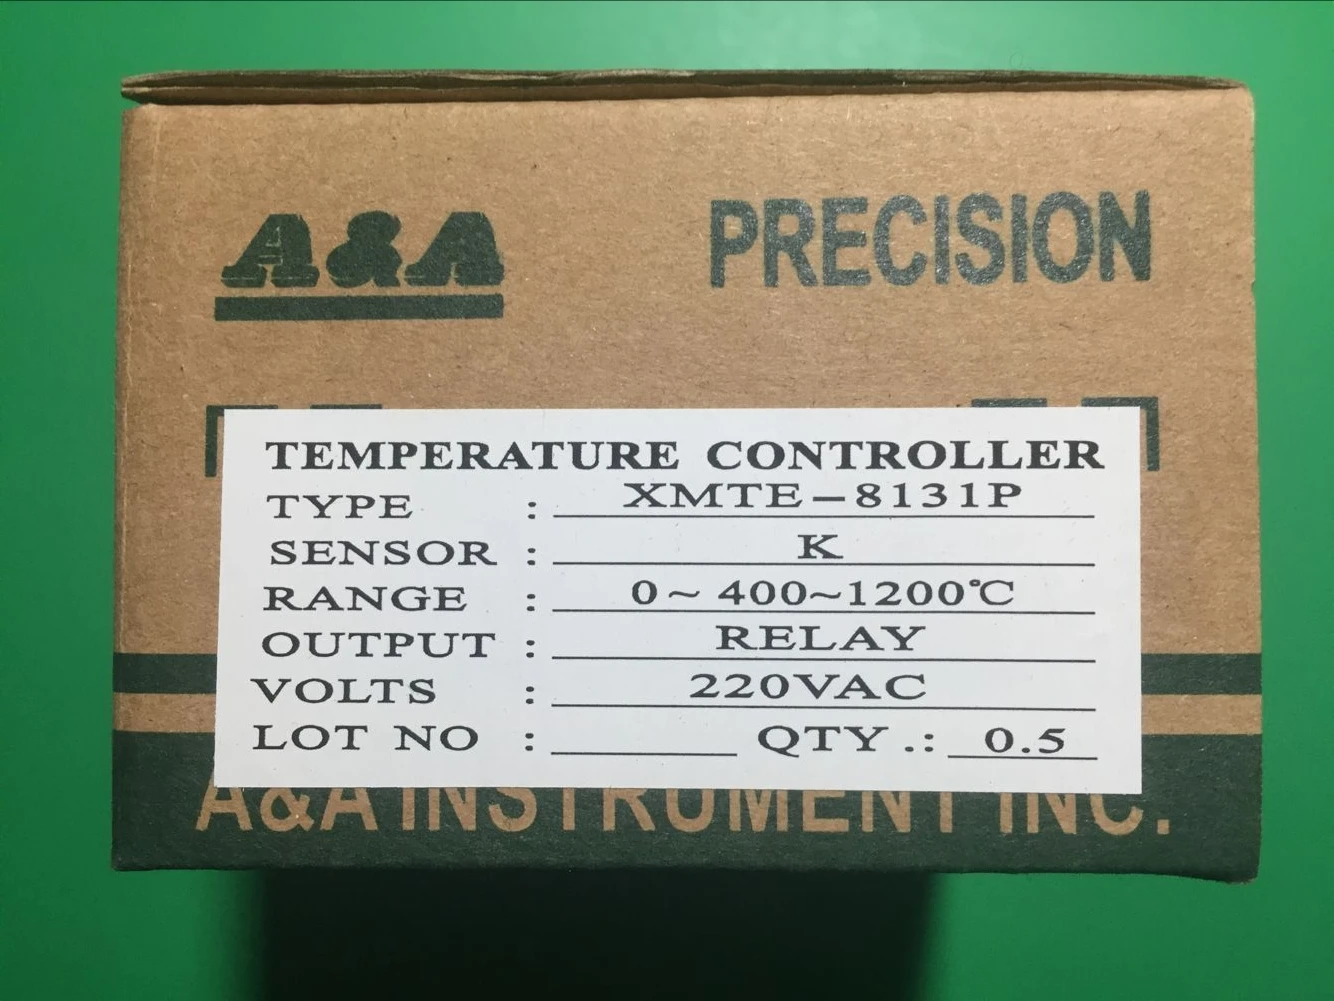 A&A
PRECISION
TEMPERATURE CONTROLLER
TYPE : XMTE-8131P
SENSOR : K
RANGE : 0~400~1200℃
OUTPUT : RELAY
VOLTS : 220VAC
LOT NO : QTY.: 0.5
A&A INSTRUMENT INC.